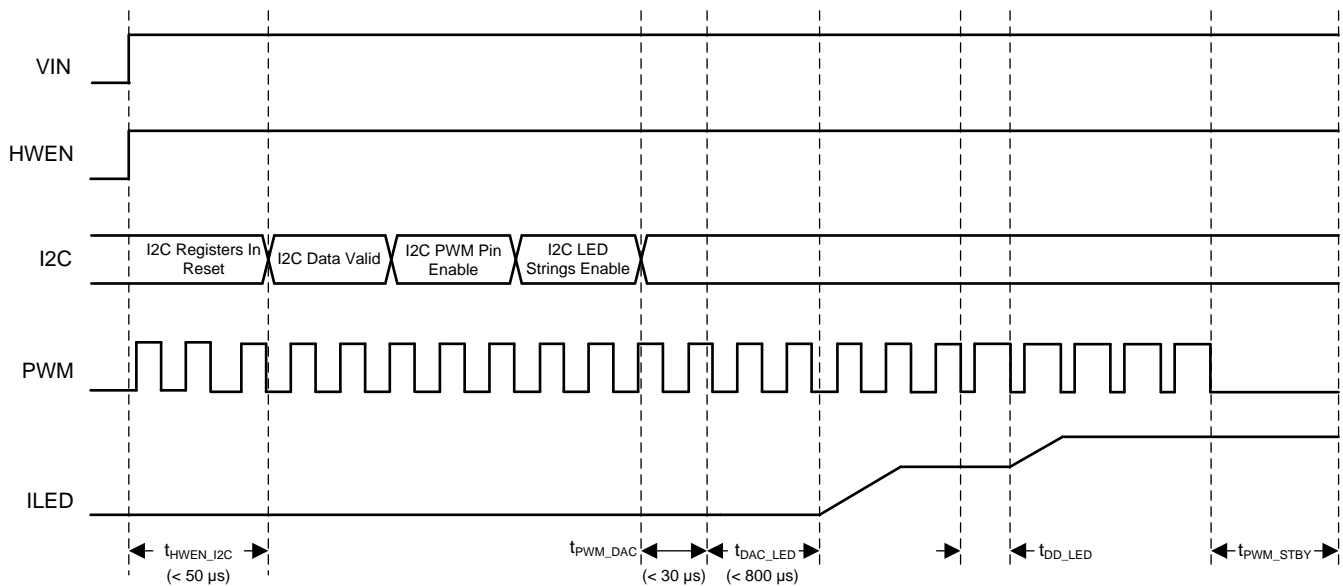 VIN
HWEN
I2C
I2C Registers In
Reset
I2C Data Valid
I2C PWM Pin
Enable
I2C LED
Strings Enable
PWM
ILED
tHWEN_I2C
(< 50 µs)
tPWM_DAC
(< 30 µs)
tDAC_LED
(< 800 µs)
tDD_LED
tPWM_STBY